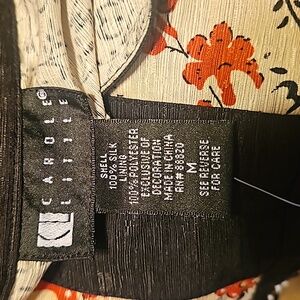 CAROLE®
LITTLE
SHELL
100% SILK
LINING
100% POLYESTER
EXCLUSIVE OF
DECORATION
MADE IN CHINA
RN# 88820
M
SEE REVERSE
FOR CARE